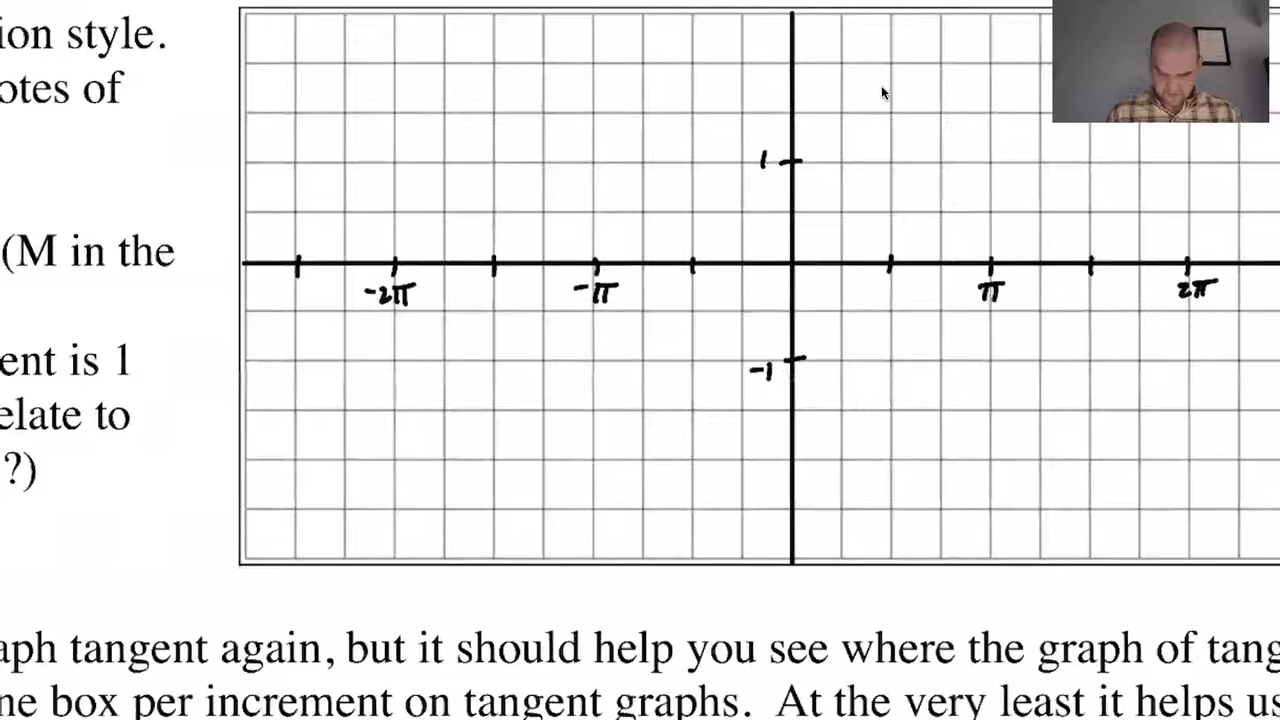 ion style.
otes of
(M in the
ent is 1
elate to
?)
1
-2π -π π 2π
-1
aph tangent again, but it should help you see where the graph of tang
ne box per increment on tangent graphs. At the very least it helps us